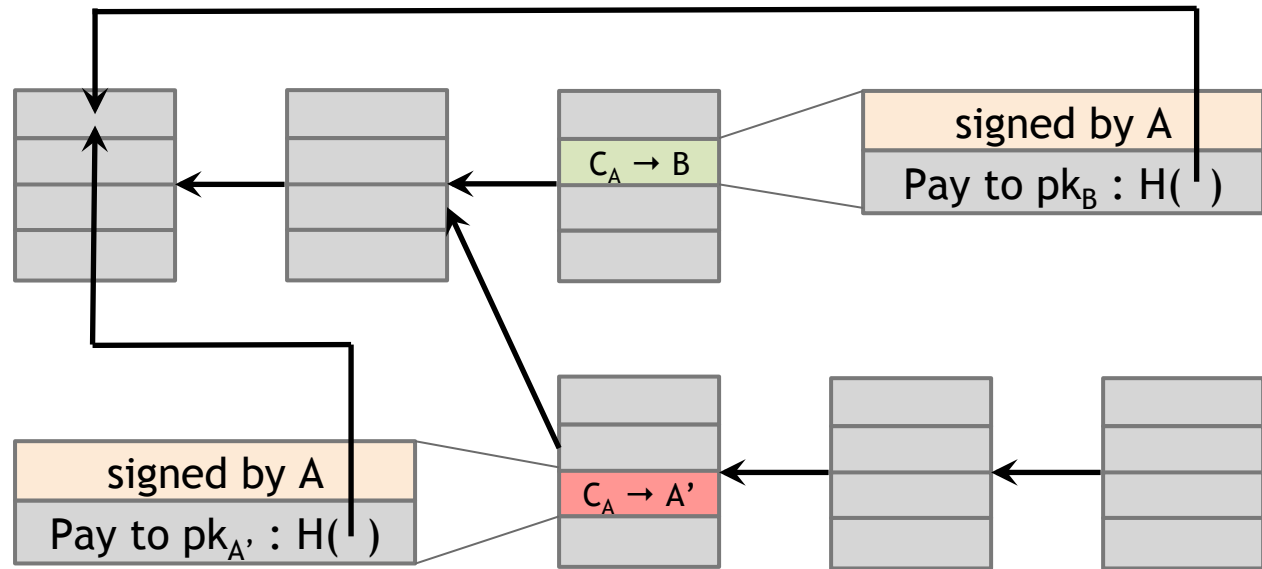 signed by A
C_A → B
Pay to pk_B : H( )
signed by A
C_A → A’
Pay to pk_A’ : H( )